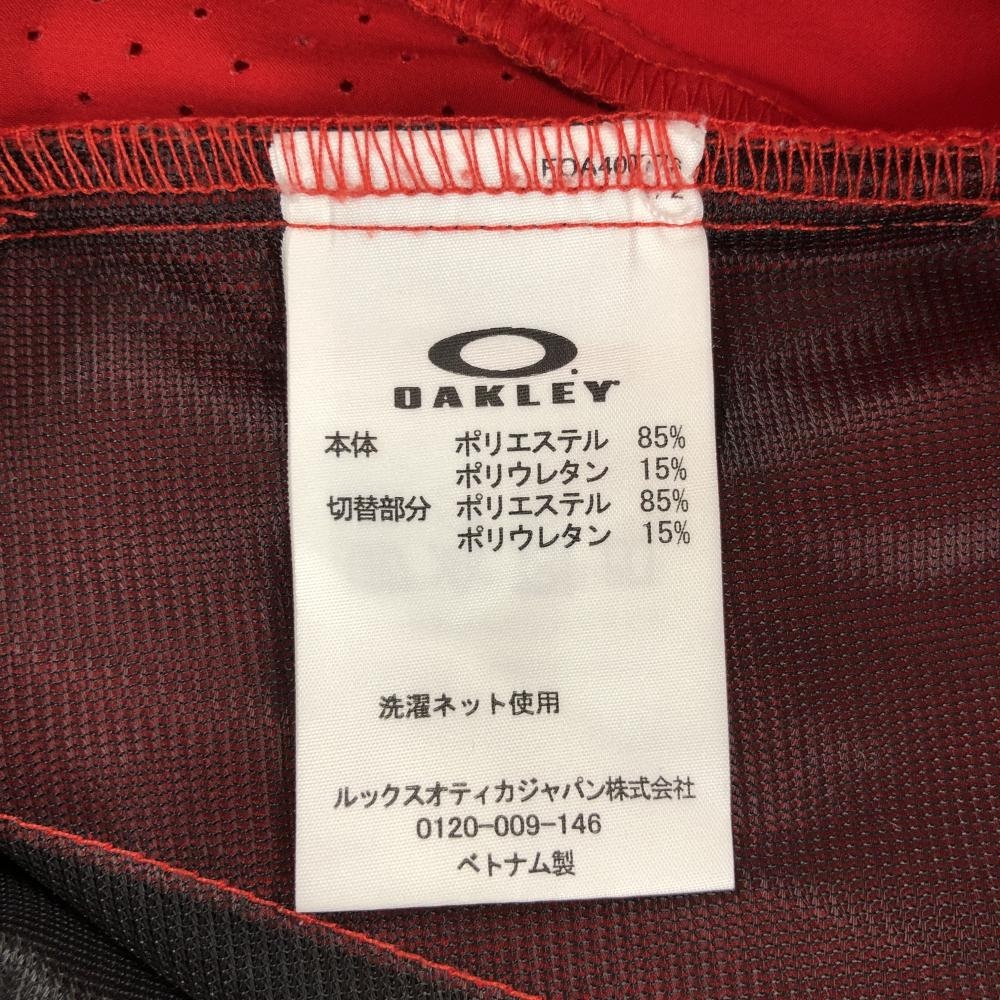 OAKLEY
本体 ポリエステル 85%
ポリウレタン 15%
切替部分 ポリエステル 85%
ポリウレタン 15%
洗濯ネット使用
ルックスオティカジャパン株式会社
0120-009-146
ベトナム製